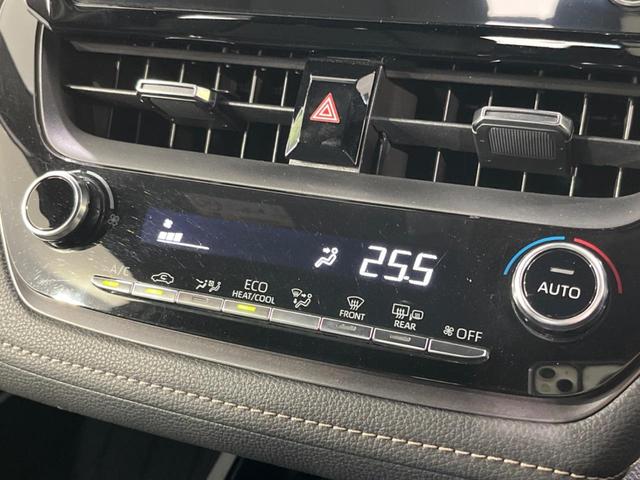 25.5
AUTO
A/C
ECO
HEAT/COOL
FRONT
REAR
OFF